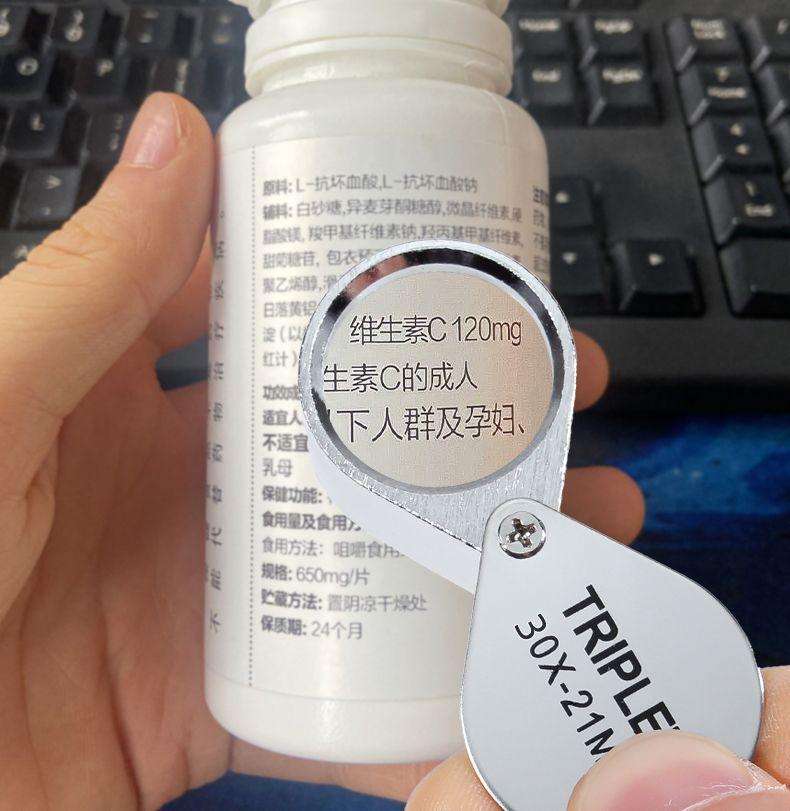 原料: L-抗坏血酸,L-抗坏血酸钠
辅料: 白砂糖,异麦芽酮糖醇,微晶纤维素,硬
脂酸镁, 羧甲基纤维素钠,羟丙基甲基纤维素,
甜菊糖苷, 包衣预
聚乙烯醇,滑
日落黄铝
淀（以
红计）
功效成
适宜人
不适宜
乳母
保健功能:
食用量及食用方
食用方法: 咀嚼食用
规格: 650mg/片
贮藏方法: 置阴凉干燥处
保质期: 24个月
维生素C 120mg
生素C的成人
以下人群及孕妇、
TRIPLE
30X-21M